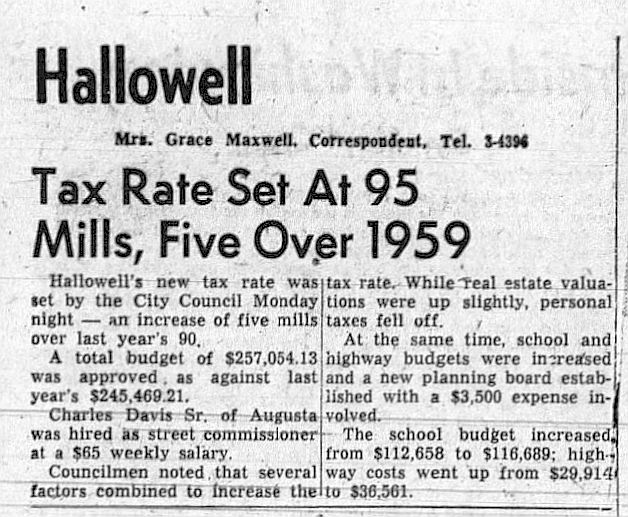 Hallowell
Mrs. Grace Maxwell, Correspondent, Tel. 3-4396
Tax Rate Set At 95
Mills, Five Over 1959
Hallowell's new tax rate was
set by the City Council Monday
night — an increase of five mills
over last year's 90.
A total budget of $257,054.13
was approved as against last
year's $245,469.21.
Charles Davis Sr. of Augusta
was hired as street commissioner
at a $65 weekly salary.
Councilmen noted that several
factors combined to increase the
tax rate. While real estate valua-
tions were up slightly, personal
taxes fell off.
At the same time, school and
highway budgets were increased
and a new planning board estab-
lished with a $3,500 expense in-
volved.
The school budget increased
from $112,658 to $116,689; high-
way costs went up from $29,914
to $36,561.